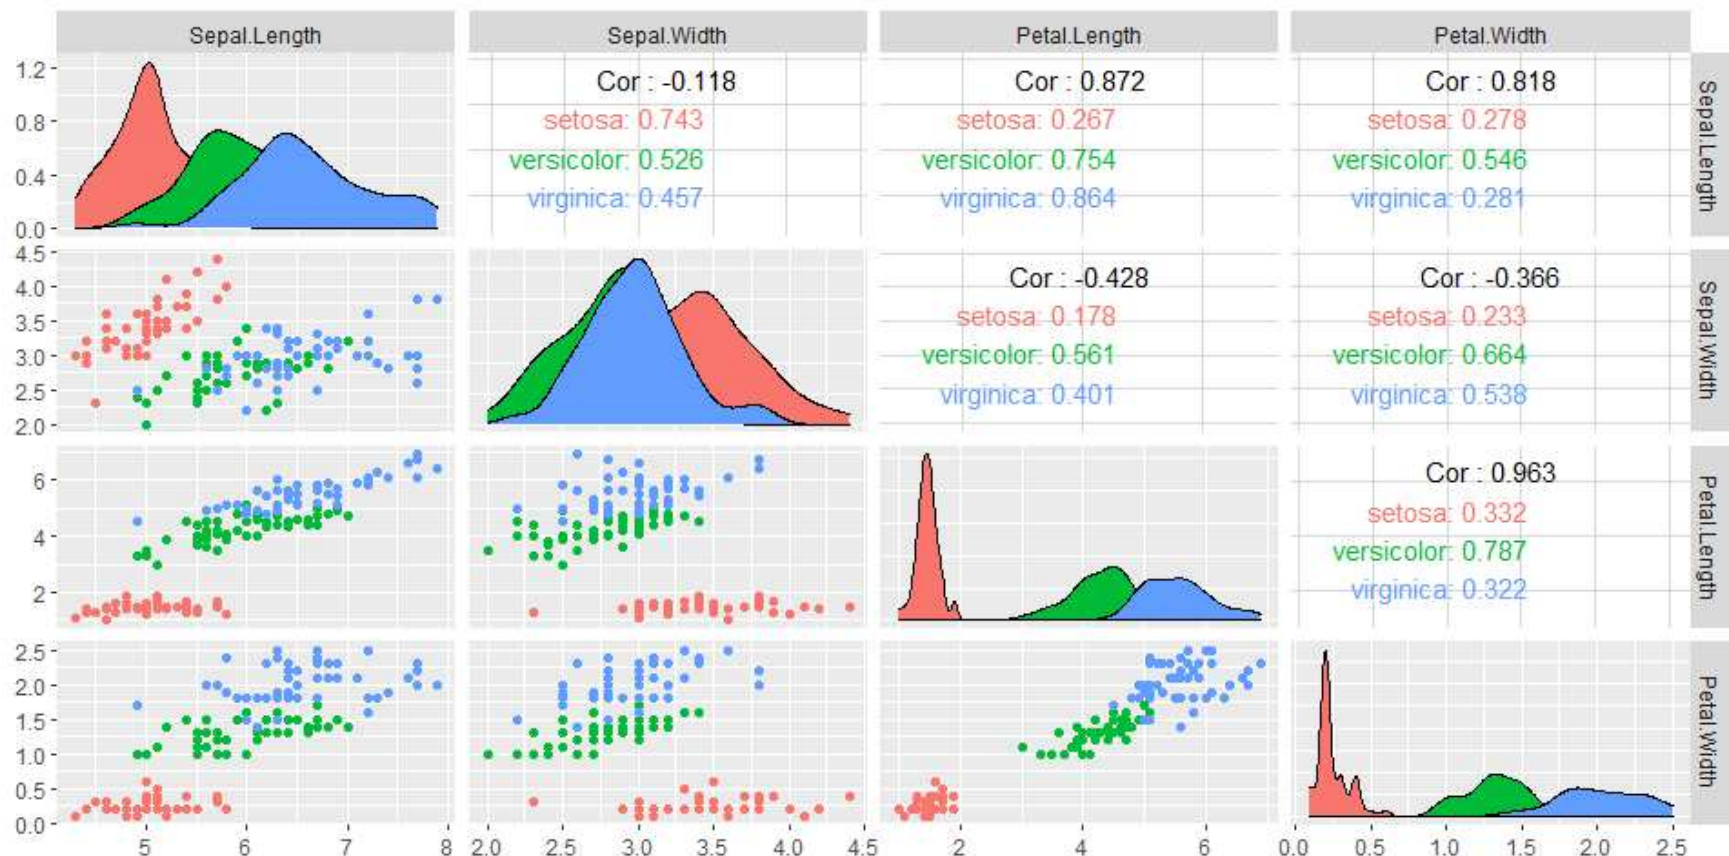 Sepal.Length Sepal.Width Petal.Length Petal.Width
1.2
0.8
0.4
0.0
Cor : -0.118
setosa: 0.743
versicolor: 0.526
virginica: 0.457
Cor : 0.872
setosa: 0.267
versicolor: 0.754
virginica: 0.864
Cor : 0.818
setosa: 0.278
versicolor: 0.546
virginica: 0.281
Sepal.Length
4.5
4.0
3.5
3.0
2.5
2.0
Cor : -0.428
setosa: 0.178
versicolor: 0.561
virginica: 0.401
Cor : -0.366
setosa: 0.233
versicolor: 0.664
virginica: 0.538
Sepal.Width
6
4
2
Cor : 0.963
setosa: 0.332
versicolor: 0.787
virginica: 0.322
Petal.Length
2.5
2.0
1.5
1.0
0.5
0.0
Petal.Width
5 6 7 8
2.0 2.5 3.0 3.5 4.0 4.5
2 4 6
0.0 0.5 1.0 1.5 2.0 2.5